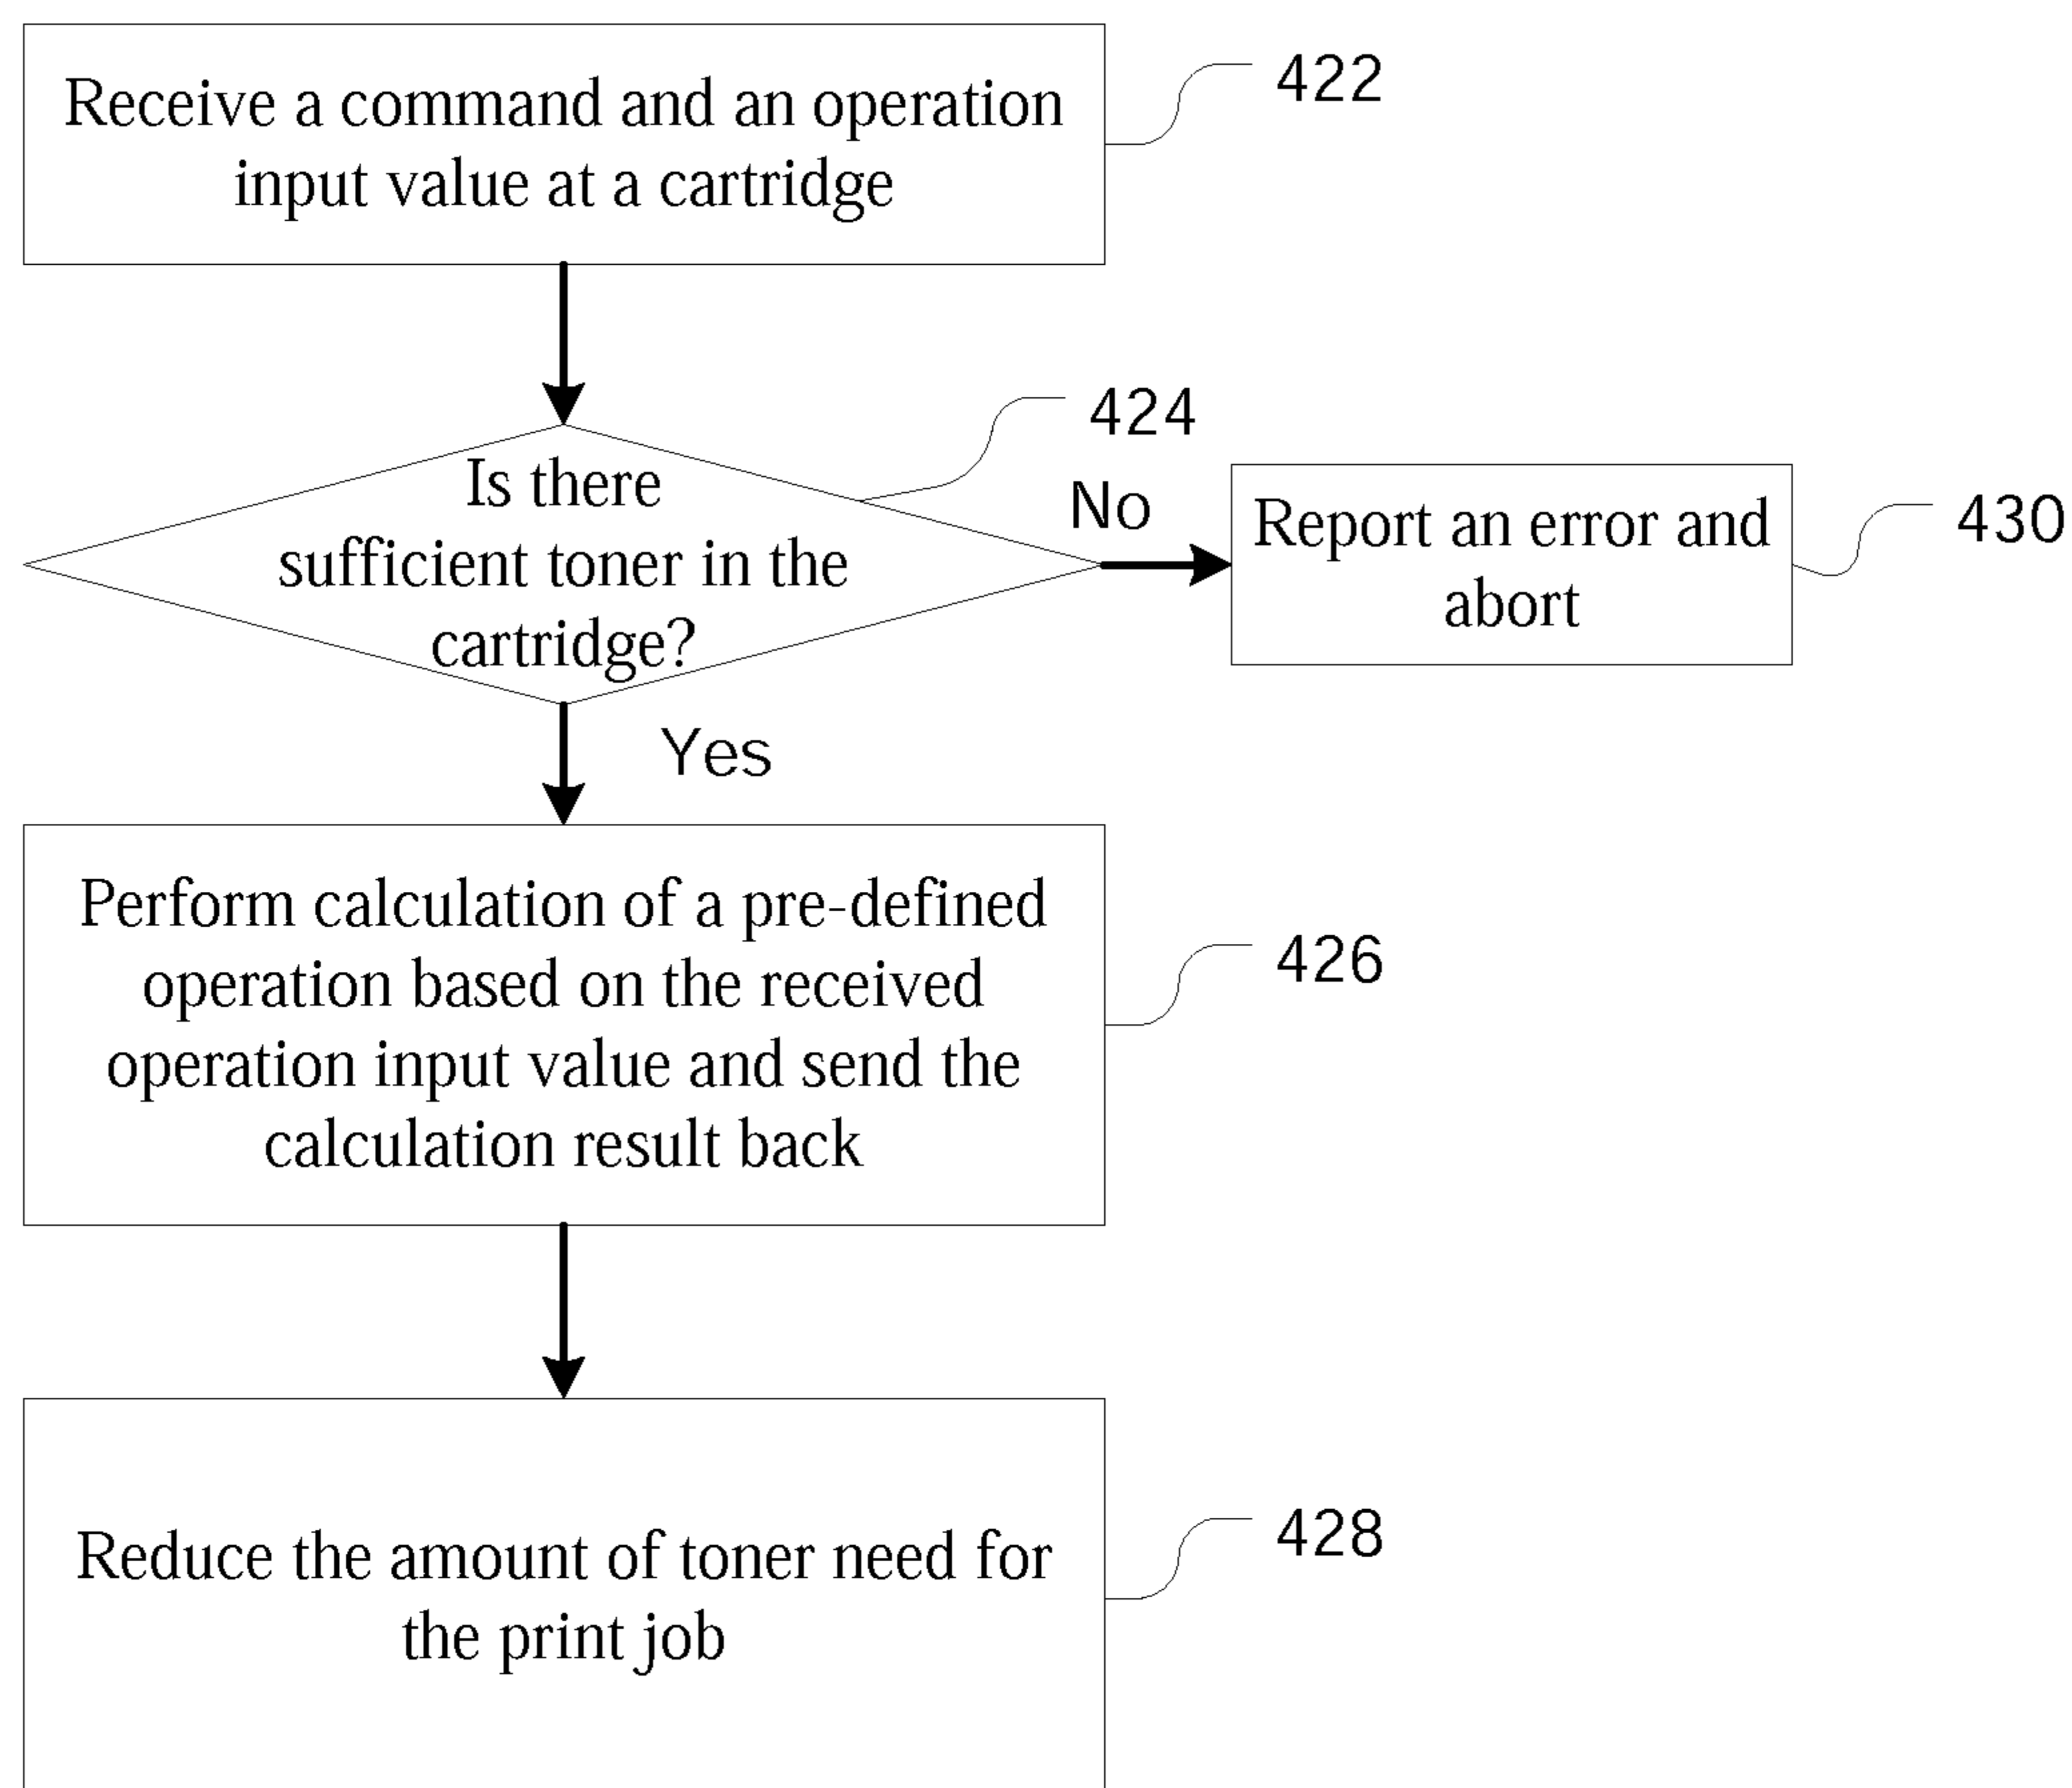 Receive a command and an operation
input value at a cartridge
422
Is there
sufficient toner in the
cartridge?
424
No
Report an error and
abort
430
Yes
Perform calculation of a pre-defined
operation based on the received
operation input value and send the
calculation result back
426
Reduce the amount of toner need for
the print job
428